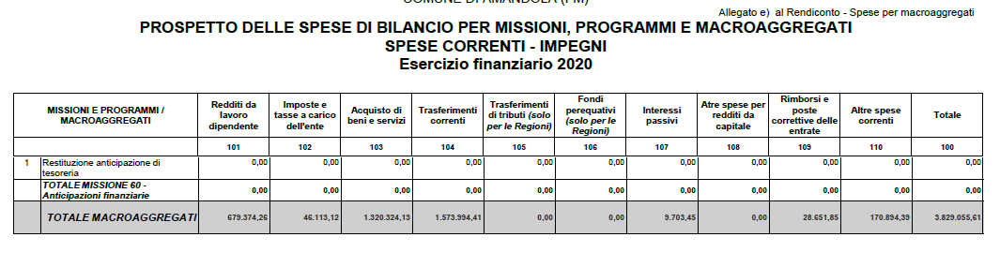 COMUNE DI AMANDOLA (FM)
Allegato e) al Rendiconto - Spese per macroaggregati
PROSPETTO DELLE SPESE DI BILANCIO PER MISSIONI, PROGRAMMI E MACROAGGREGATI
SPESE CORRENTI - IMPEGNI
Esercizio finanziario 2020
MISSIONI E PROGRAMMI / MACROAGGREGATI Redditi da lavoro dipendente Imposte e tasse a carico dell'ente Acquisto di beni e servizi Trasferimenti correnti Trasferimenti di tributi (solo per le Regioni) Fondi perequativi (solo per le Regioni) Interessi passivi Atre spese per redditi da capitale Rimborsi e poste correttive delle entrate Altre spese correnti Totale
101 102 103 104 105 106 107 108 109 110 100
1 Restituzione anticipazione di tesoreria 0,00 0,00 0,00 0,00 0,00 0,00 0,00 0,00 0,00 0,00 0,00
TOTALE MISSIONE 60 - Anticipazioni finanziarie 0,00 0,00 0,00 0,00 0,00 0,00 0,00 0,00 0,00 0,00 0,00
TOTALE MACROAGGREGATI 679.374,26 46.113,12 1.320.324,13 1.573.994,41 0,00 0,00 9.703,45 0,00 28.651,85 170.894,39 3.829.055,61